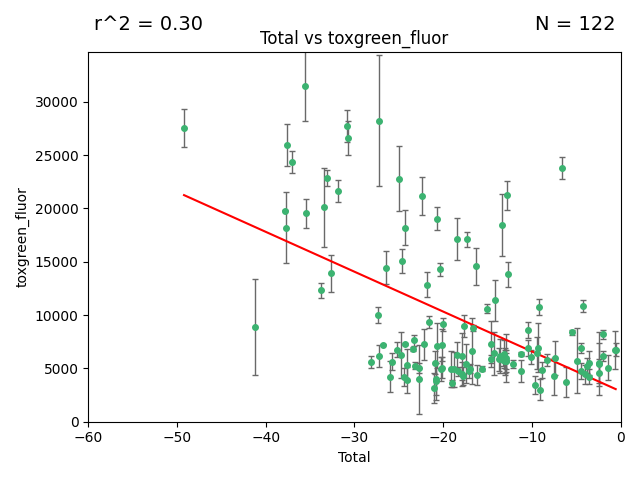 r^2 = 0.30
N = 122
Total vs toxgreen_fluor
30000
25000
20000
15000
10000
5000
0
toxgreen_fluor
−60
−50
−40
−30
−20
−10
0
Total